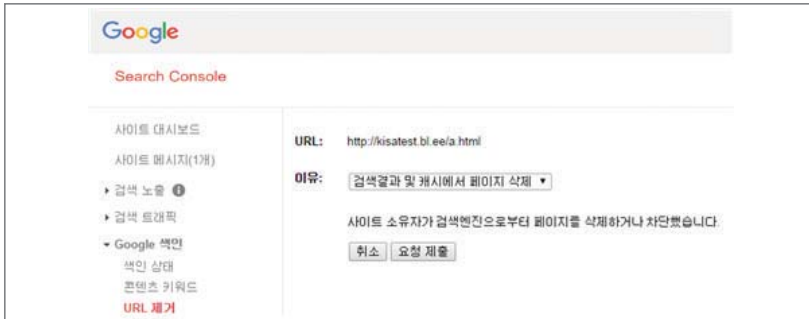 Google
Search Console
사이트 대시보드
사이트 메시지(1개)
검색 노출
검색 트래픽
Google 색인
색인 상태
콘텐츠 키워드
URL 제거
URL: http://kisatest.bl.ee/a.html
이유: 검색결과 및 캐시에서 페이지 삭제
사이트 소유자가 검색엔진으로부터 페이지를 삭제하거나 차단했습니다.
취소 요청 제출